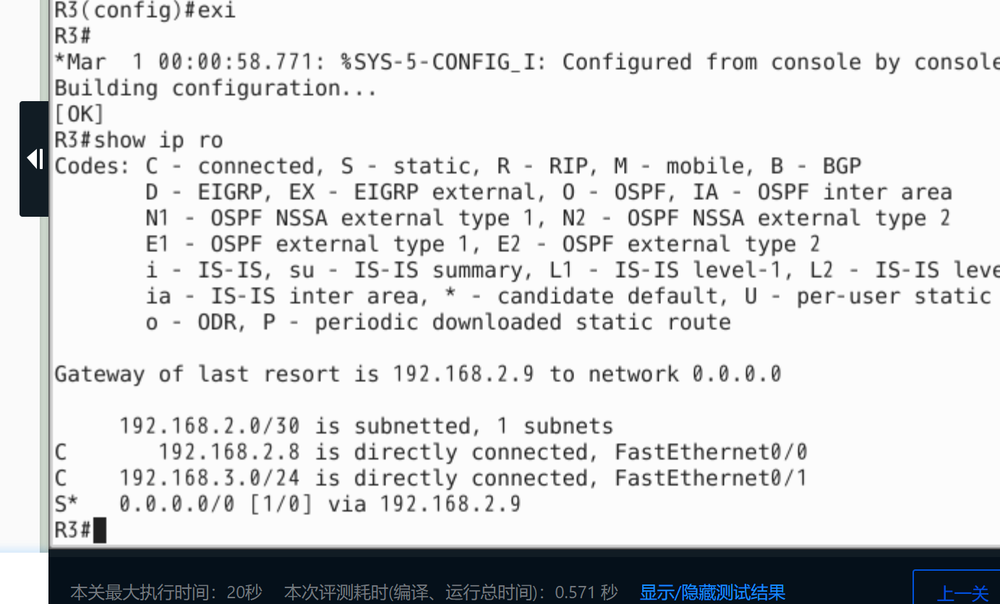 R3(config)#exi
R3#
*Mar  1 00:00:58.771: %SYS-5-CONFIG_I: Configured from console by console
Building configuration...
[OK]
R3#show ip ro
Codes: C - connected, S - static, R - RIP, M - mobile, B - BGP
       D - EIGRP, EX - EIGRP external, O - OSPF, IA - OSPF inter area
       N1 - OSPF NSSA external type 1, N2 - OSPF NSSA external type 2
       E1 - OSPF external type 1, E2 - OSPF external type 2
       i - IS-IS, su - IS-IS summary, L1 - IS-IS level-1, L2 - IS-IS leve
       ia - IS-IS inter area, * - candidate default, U - per-user static
       o - ODR, P - periodic downloaded static route
Gateway of last resort is 192.168.2.9 to network 0.0.0.0
     192.168.2.0/30 is subnetted, 1 subnets
C       192.168.2.8 is directly connected, FastEthernet0/0
C    192.168.3.0/24 is directly connected, FastEthernet0/1
S*   0.0.0.0/0 [1/0] via 192.168.2.9
R3#
本关最大执行时间：20秒 本次评测耗时(编译、运行总时间)：0.571 秒 显示/隐藏测试结果 上一关